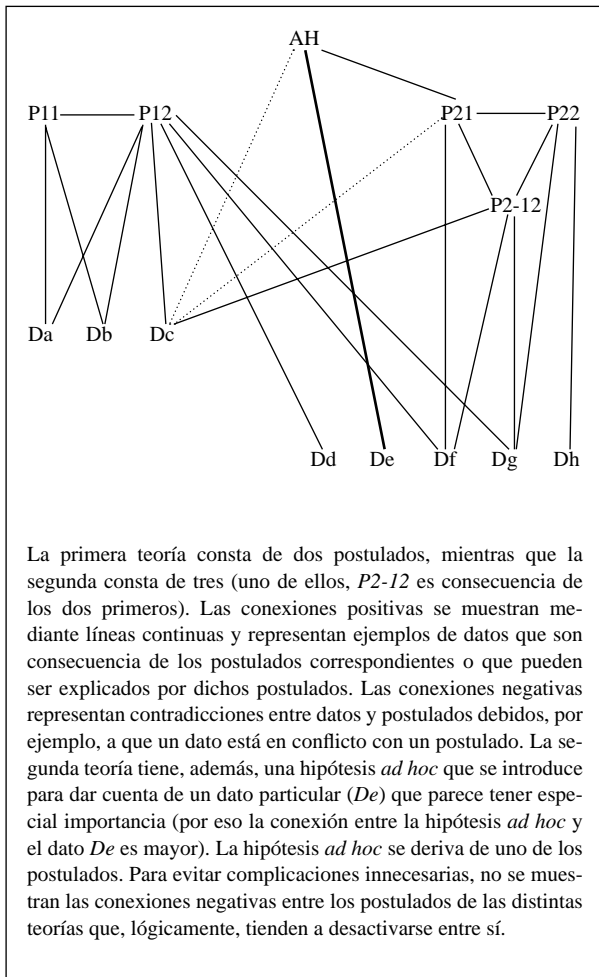 AH
P11 P12 P21 P22
P2-12
Da Db Dc
Dd De Df Dg Dh
La primera teoría consta de dos postulados, mientras que la
segunda consta de tres (uno de ellos, P2-12 es consecuencia de
los dos primeros). Las conexiones positivas se muestran me-
diante líneas continuas y representan ejemplos de datos que son
consecuencia de los postulados correspondientes o que pueden
ser explicados por dichos postulados. Las conexiones negativas
representan contradicciones entre datos y postulados debidos, por
ejemplo, a que un dato está en conflicto con un postulado. La se-
gunda teoría tiene, además, una hipótesis ad hoc que se introduce
para dar cuenta de un dato particular (De) que parece tener espe-
cial importancia (por eso la conexión entre la hipótesis ad hoc y
el dato De es mayor). La hipótesis ad hoc se deriva de uno de los
postulados. Para evitar complicaciones innecesarias, no se mues-
tran las conexiones negativas entre los postulados de las distintas
teorías que, lógicamente, tienden a desactivarse entre sí.